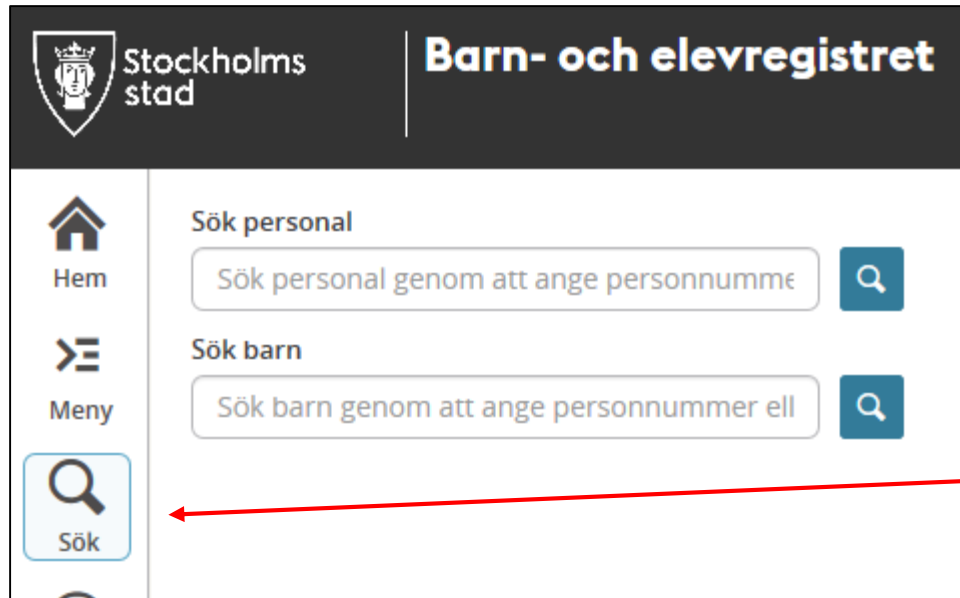 Stockholms
stad
Barn- och elevregistret
Hem
Meny
Sök
Sök personal
Sök personal genom att ange personnumme
Sök barn
Sök barn genom att ange personnummer ell